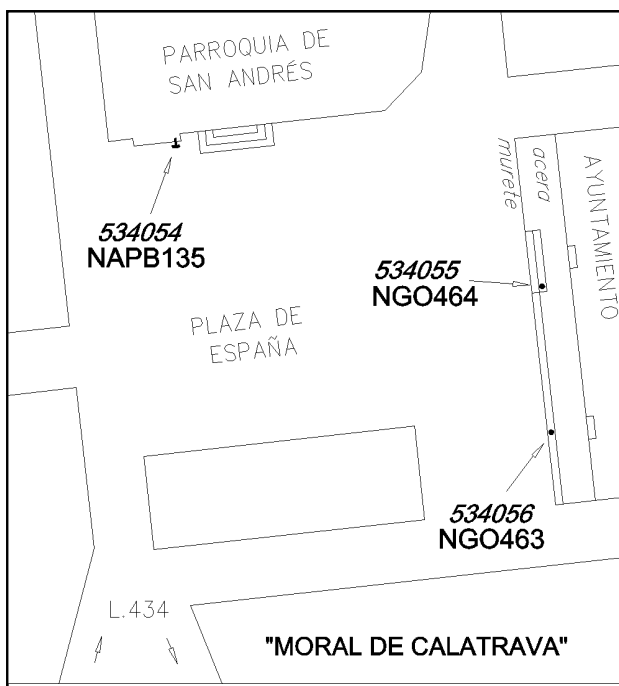 PARROQUIA DE
SAN ANDRÉS
murete
acera
AYUNTAMIENTO
534054
NAPB135
534055
NGO464
PLAZA DE
ESPAÑA
534056
NGO463
L.434
"MORAL DE CALATRAVA"